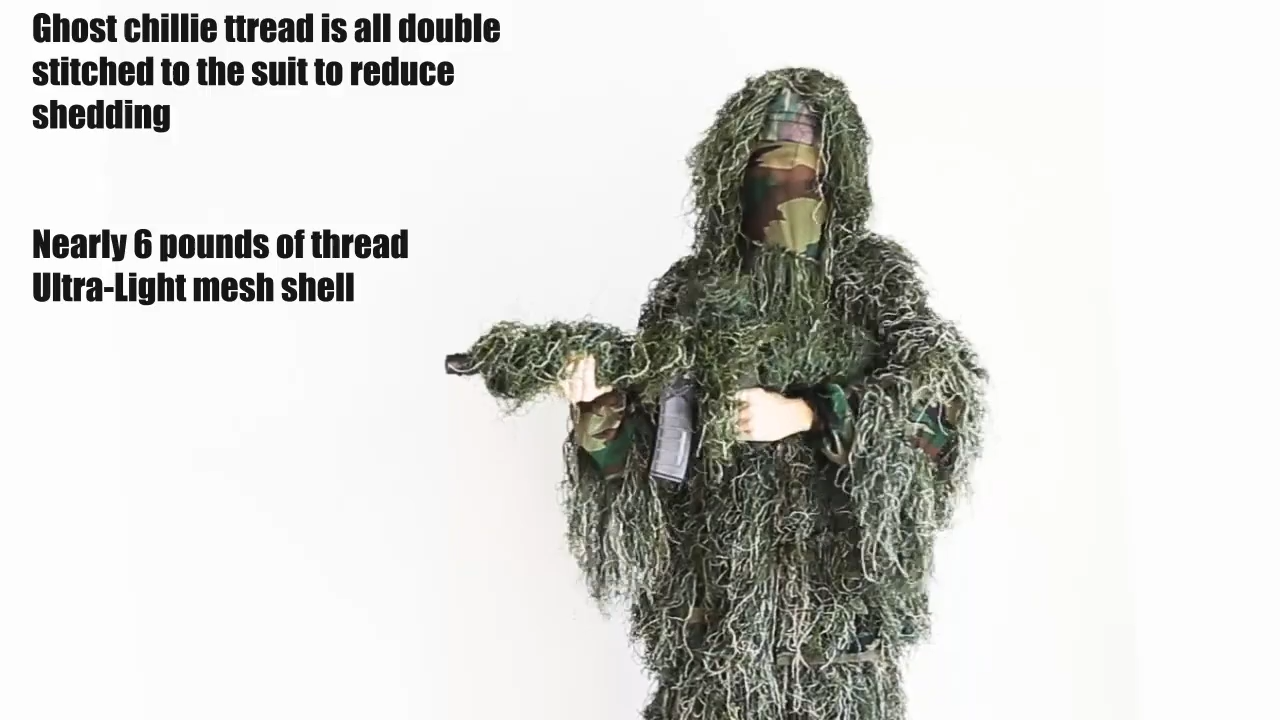 Ghost chillie ttread is all double
stitched to the suit to reduce
shedding
Nearly 6 pounds of thread
Ultra-Light mesh shell